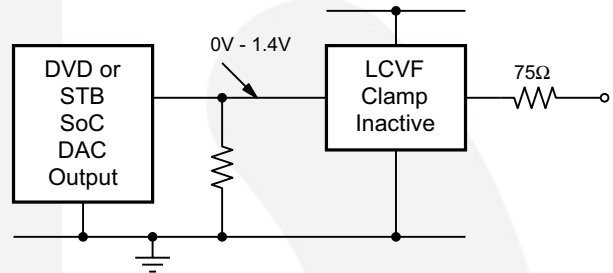 0V - 1.4V
DVD or
STB
SoC
DAC
Output
LCVF
Clamp
Inactive
75Ω